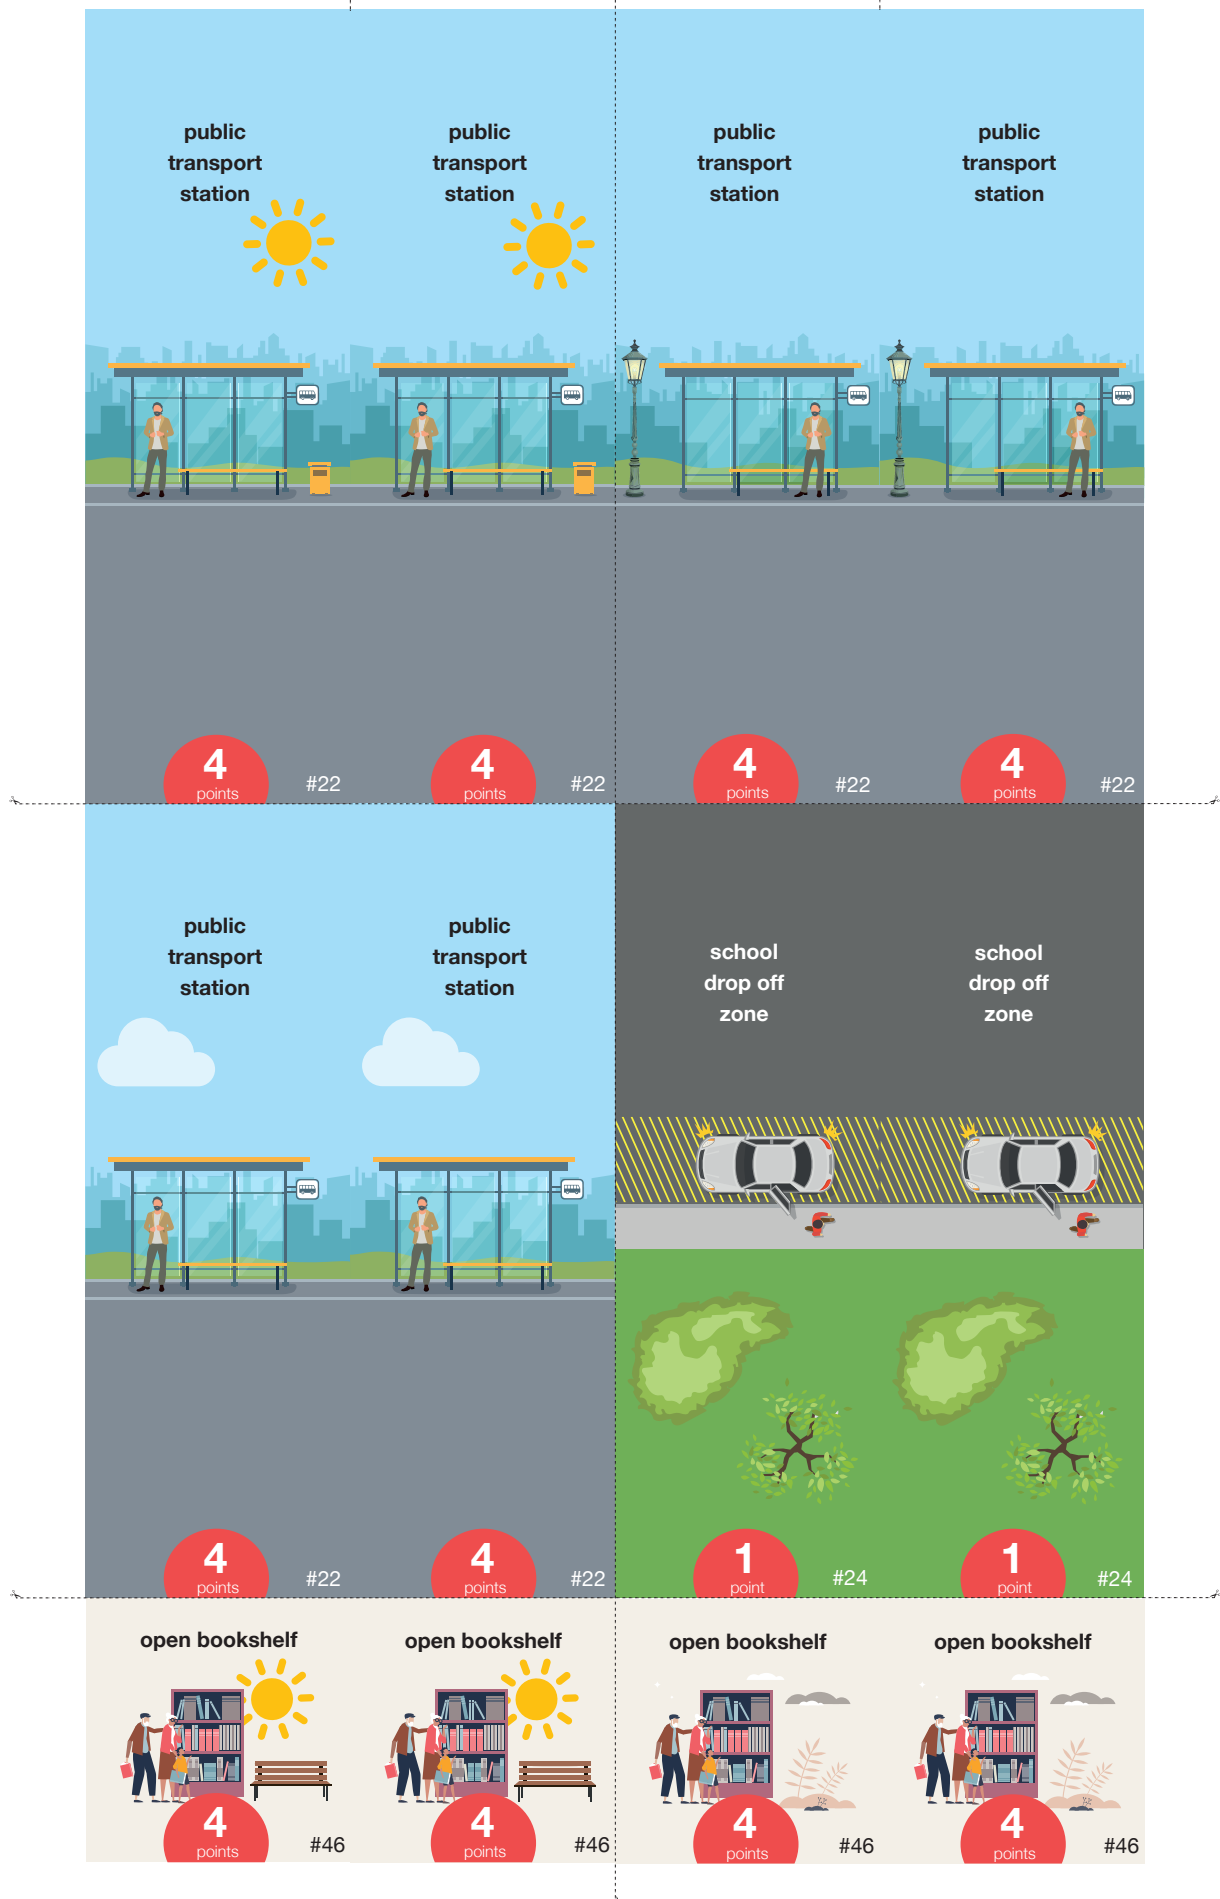 public
transport
station
public
transport
station
public
transport
station
public
transport
station
4
points
#22
4
points
#22
4
points
#22
4
points
#22
public
transport
station
public
transport
station
school
drop off
zone
school
drop off
zone
4
points
#22
4
points
#22
1
point
#24
1
point
#24
open bookshelf
open bookshelf
open bookshelf
open bookshelf
4
points
#46
4
points
#46
4
points
#46
4
points
#46